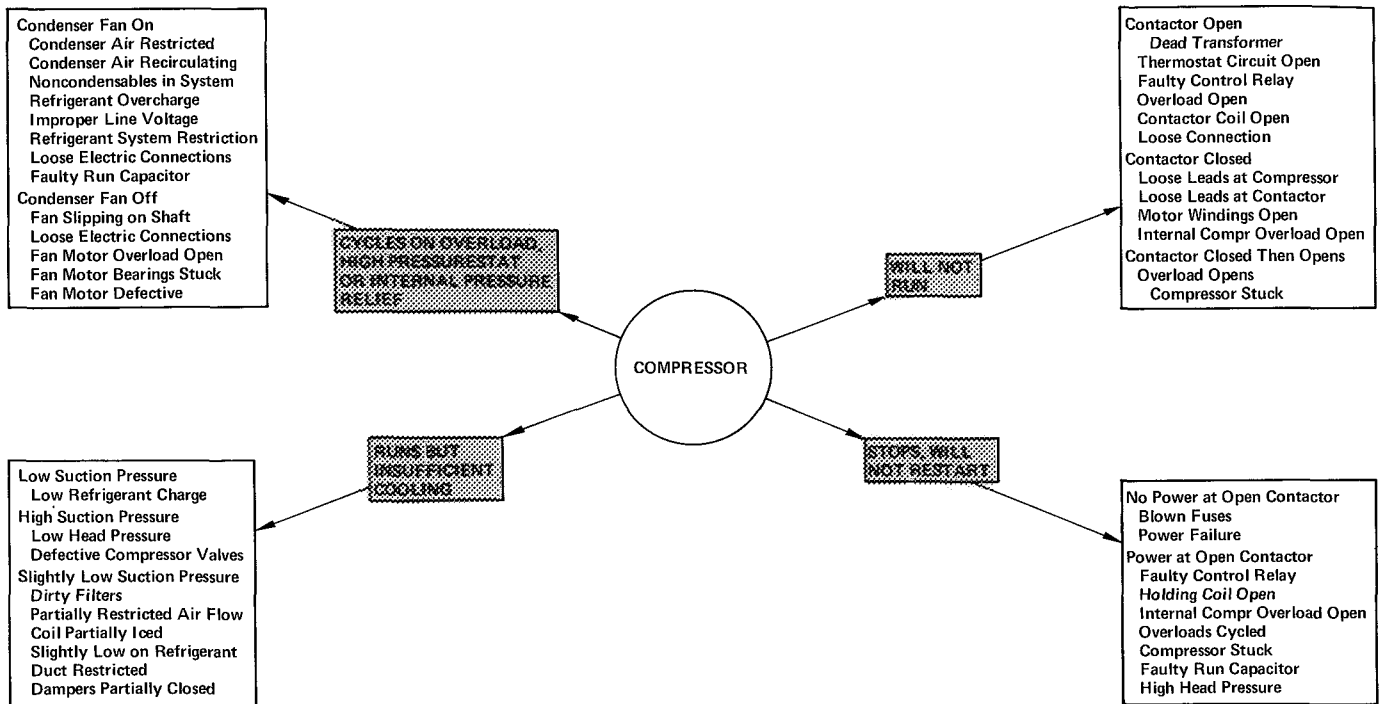 Condenser Fan On
Condenser Air Restricted
Condenser Air Recirculating
Noncondensables in System
Refrigerant Overcharge
Improper Line Voltage
Refrigerant System Restriction
Loose Electric Connections
Faulty Run Capacitor
Condenser Fan Off
Fan Slipping on Shaft
Loose Electric Connections
Fan Motor Overload Open
Fan Motor Bearings Stuck
Fan Motor Defective
CYCLES ON OVERLOAD,
HIGH PRESSURESTAT
OR INTERNAL PRESSURE
RELIEF
Contactor Open
Dead Transformer
Thermostat Circuit Open
Faulty Control Relay
Overload Open
Contactor Coil Open
Loose Connection
Contactor Closed
Loose Leads at Compressor
Loose Leads at Contactor
Motor Windings Open
Internal Compr Overload Open
Contactor Closed Then Opens
Overload Opens
Compressor Stuck
WILL NOT
RUN
COMPRESSOR
RUNS BUT
INSUFFICIENT
COOLING
Low Suction Pressure
Low Refrigerant Charge
High Suction Pressure
Low Head Pressure
Defective Compressor Valves
Slightly Low Suction Pressure
Dirty Filters
Partially Restricted Air Flow
Coil Partially Iced
Slightly Low on Refrigerant
Duct Restricted
Dampers Partially Closed
STOPS, WILL
NOT RESTART
No Power at Open Contactor
Blown Fuses
Power Failure
Power at Open Contactor
Faulty Control Relay
Holding Coil Open
Internal Compr Overload Open
Overloads Cycled
Compressor Stuck
Faulty Run Capacitor
High Head Pressure